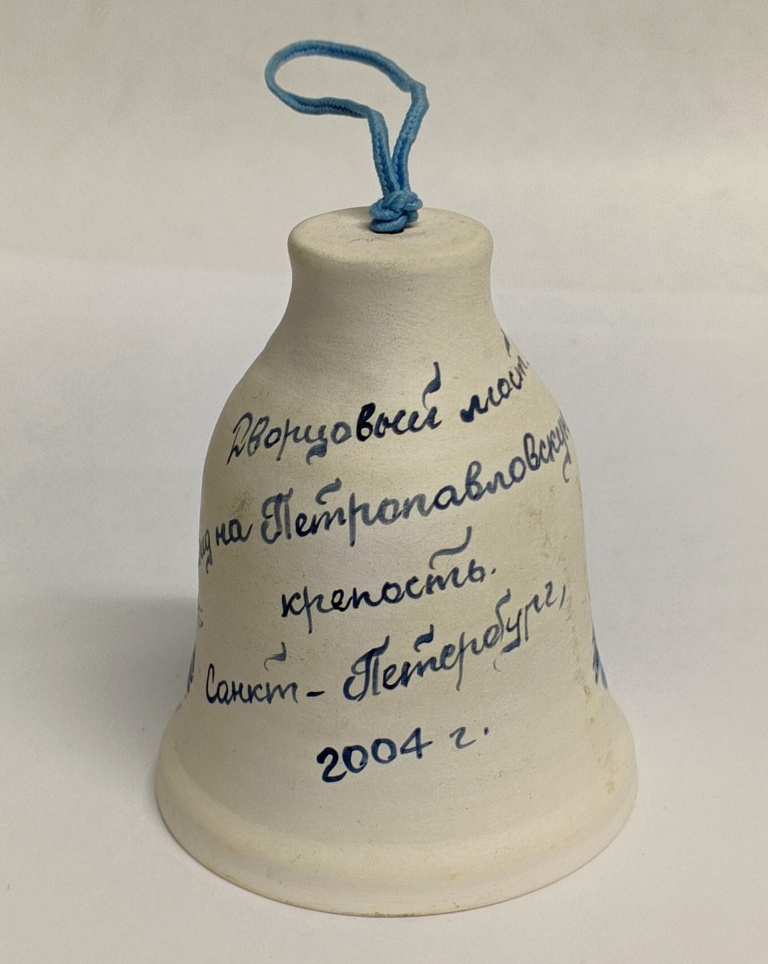 Дворцовый мост.
на Петропавловскую
крепость.
Санкт-Петербург,
2004 г.